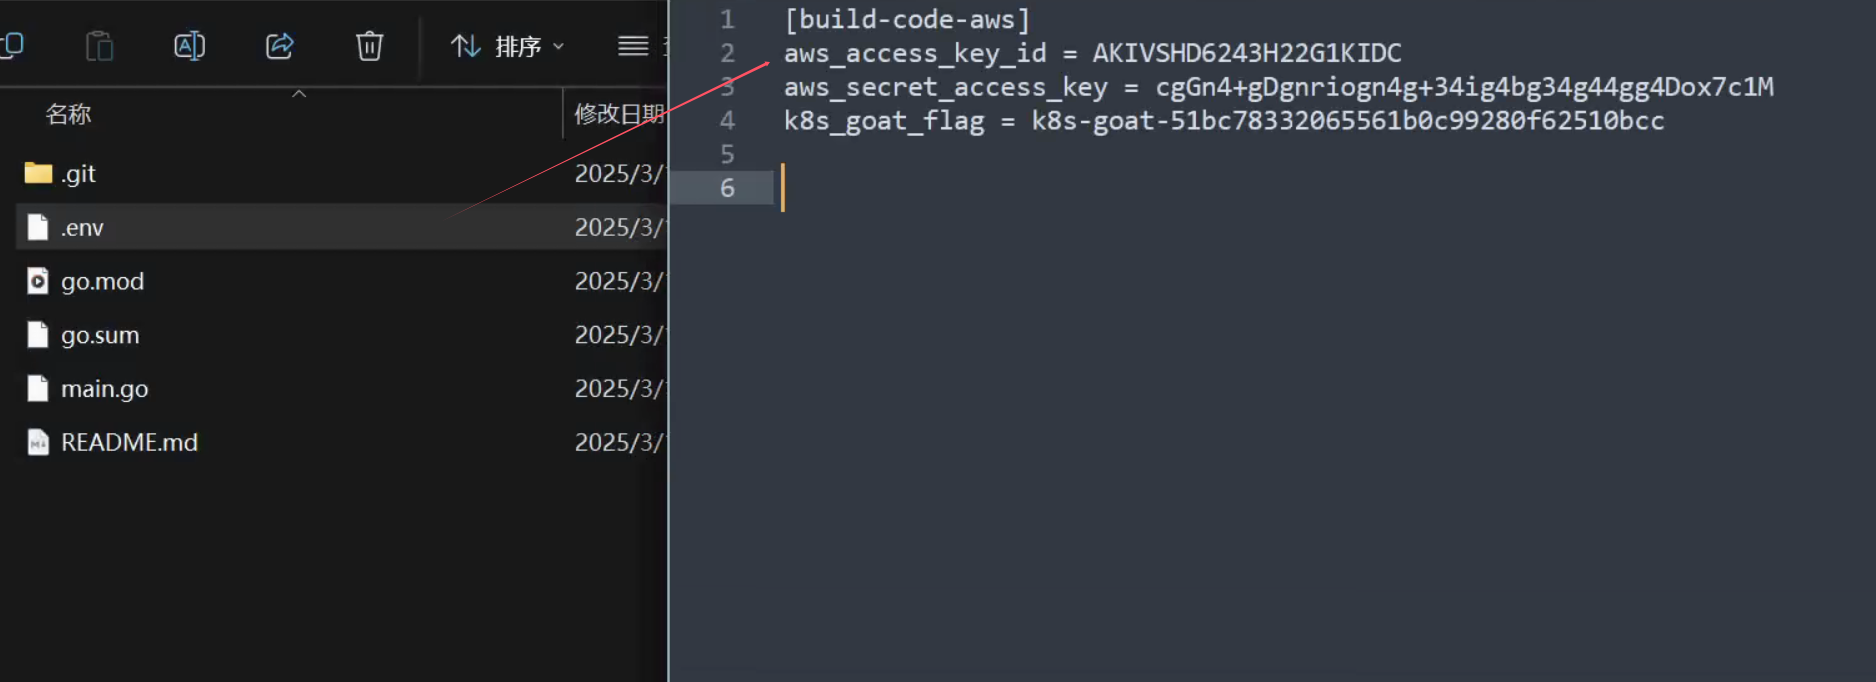 排序
名称
修改日期
.git
2025/3/
.env
2025/3/
go.mod
2025/3/
go.sum
2025/3/
main.go
2025/3/
README.md
2025/3/
1 [build-code-aws]
2 aws_access_key_id = AKIVSHD6243H22G1KIDC
3 aws_secret_access_key = cgGn4+gDgnriogn4g+34ig4bg34g44gg4Dox7c1M
4 k8s_goat_flag = k8s-goat-51bc78332065561b0c99280f62510bcc
5
6